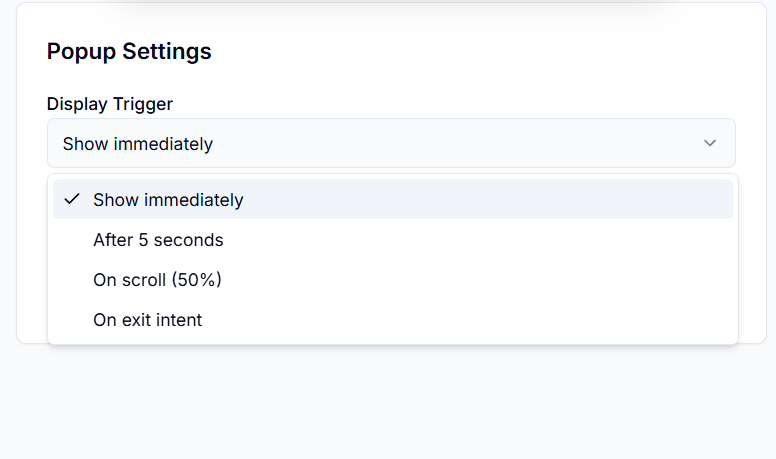 Popup Settings
Display Trigger
Show immediately
Show immediately
After 5 seconds
On scroll (50%)
On exit intent